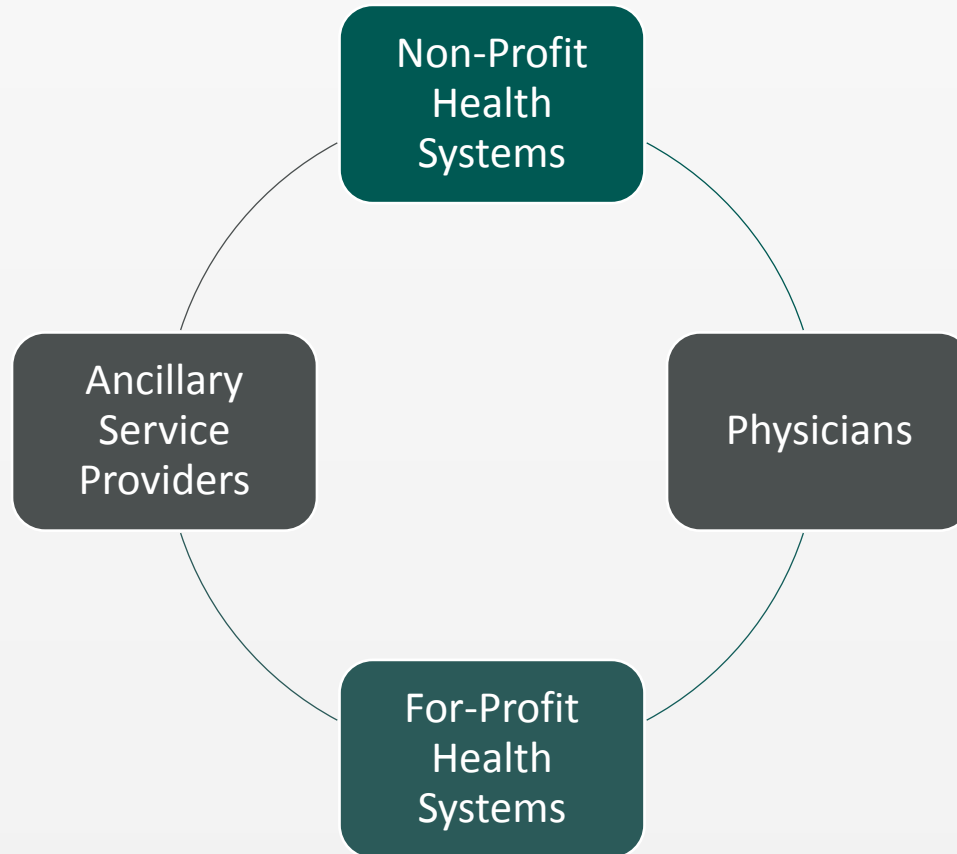 Non-Profit
Health
Systems
Ancillary
Service
Providers
Physicians
For-Profit
Health
Systems